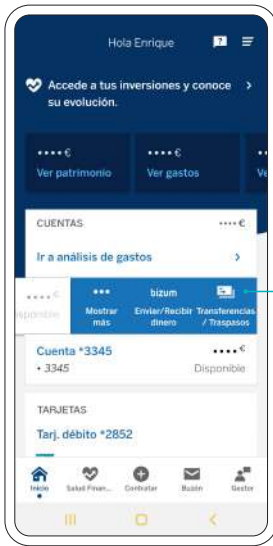 Hola Enrique
?
Accede a tus inversiones y conoce >
su evolución.
••••€ ••••€ ••
Ver patrimonio Ver gastos Ve
CUENTAS ••••€
Ir a análisis de gastos >
••••€ ••• bizum
isponible Mostrar Enviar/Recibir Transferencias
más dinero / Traspasos
Cuenta *3345 ••••€
• 3345 Disponible
TARJETAS
Tarj. débito *2852
Inicio Salud Finan... Contratar Buzón Gestor